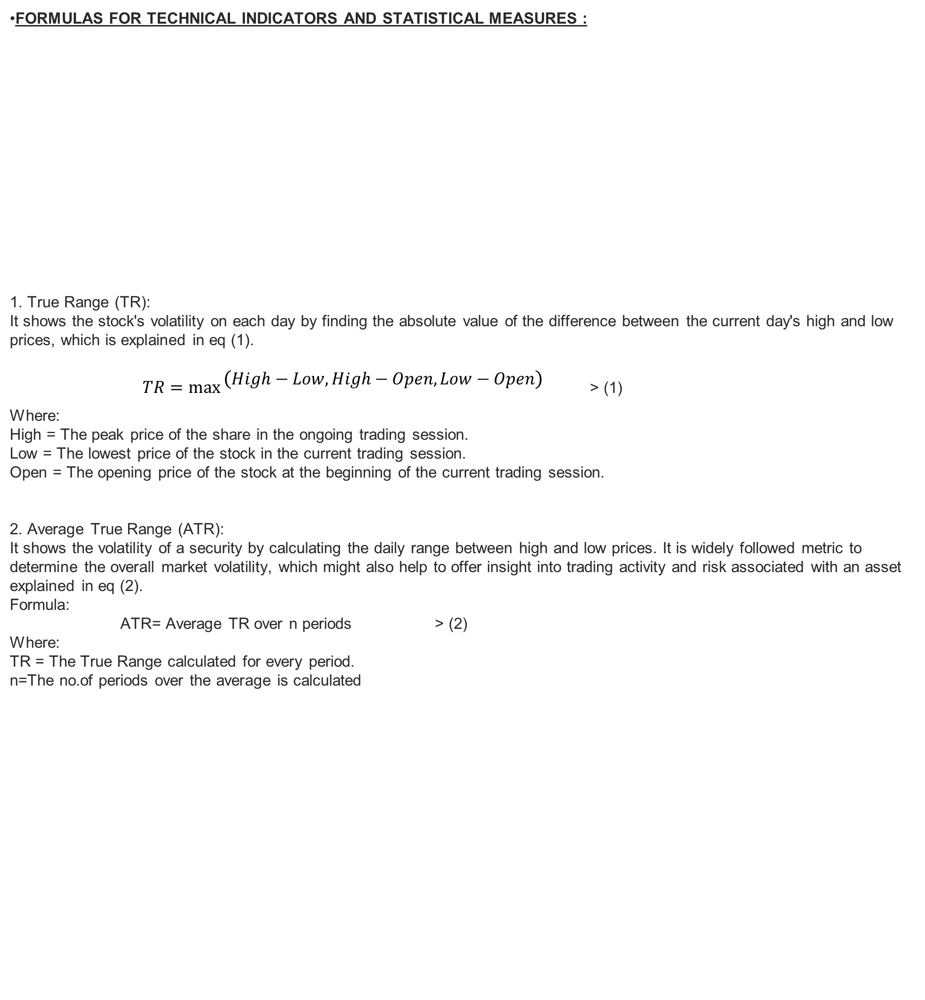 •FORMULAS FOR TECHNICAL INDICATORS AND STATISTICAL MEASURES :
1. True Range (TR):
It shows the stock's volatility on each day by finding the absolute value of the difference between the current day's high and low
prices, which is explained in eq (1).
TR = max (High − Low, High − Open, Low − Open) > (1)
Where:
High = The peak price of the share in the ongoing trading session.
Low = The lowest price of the stock in the current trading session.
Open = The opening price of the stock at the beginning of the current trading session.
2. Average True Range (ATR):
It shows the volatility of a security by calculating the daily range between high and low prices. It is widely followed metric to
determine the overall market volatility, which might also help to offer insight into trading activity and risk associated with an asset
explained in eq (2).
Formula:
ATR= Average TR over n periods > (2)
Where:
TR = The True Range calculated for every period.
n=The no.of periods over the average is calculated